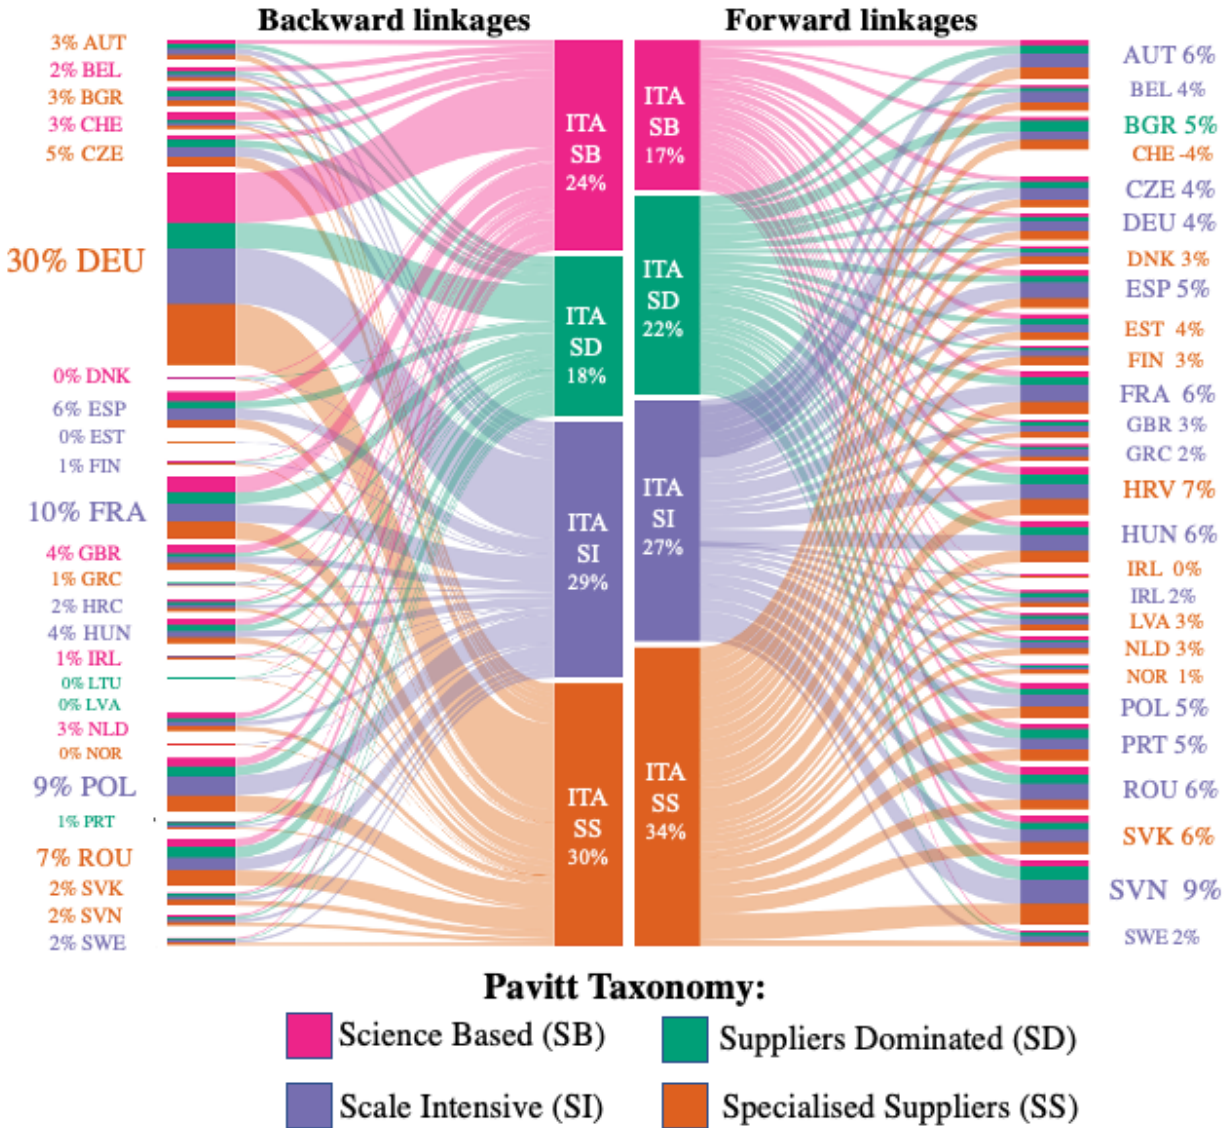 Backward linkages
Forward linkages
3% AUT
2% BEL
3% BGR
3% CHE
5% CZE
30% DEU
0% DNK
6% ESP
0% EST
1% FIN
10% FRA
4% GBR
1% GRC
2% HRC
4% HUN
1% IRL
0% LTU
0% LVA
3% NLD
0% NOR
9% POL
1% PRT
7% ROU
2% SVK
2% SVN
2% SWE
ITA
SB
24%
ITA
SD
18%
ITA
SI
29%
ITA
SS
30%
ITA
SB
17%
ITA
SD
22%
ITA
SI
27%
ITA
SS
34%
AUT 6%
BEL 4%
BGR 5%
CHE -4%
CZE 4%
DEU 4%
DNK 3%
ESP 5%
EST 4%
FIN 3%
FRA 6%
GBR 3%
GRC 2%
HRV 7%
HUN 6%
IRL 0%
IRL 2%
LVA 3%
NLD 3%
NOR 1%
POL 5%
PRT 5%
ROU 6%
SVK 6%
SVN 9%
SWE 2%
Pavitt Taxonomy:
Science Based (SB)
Suppliers Dominated (SD)
Scale Intensive (SI)
Specialised Suppliers (SS)